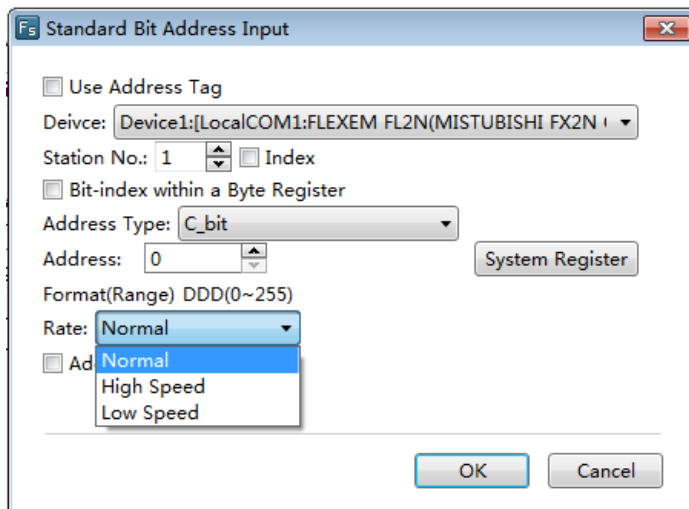 Fs Standard Bit Address Input
Use Address Tag
Deivce: Device1:[LocalCOM1:FLEXEM FL2N(MISTUBISHI FX2N
Station No.: 1 Index
Bit-index within a Byte Register
Address Type: C_bit
Address: 0 System Register
Format(Range) DDD(0~255)
Rate: Normal
Ad
Normal
High Speed
Low Speed
OK Cancel